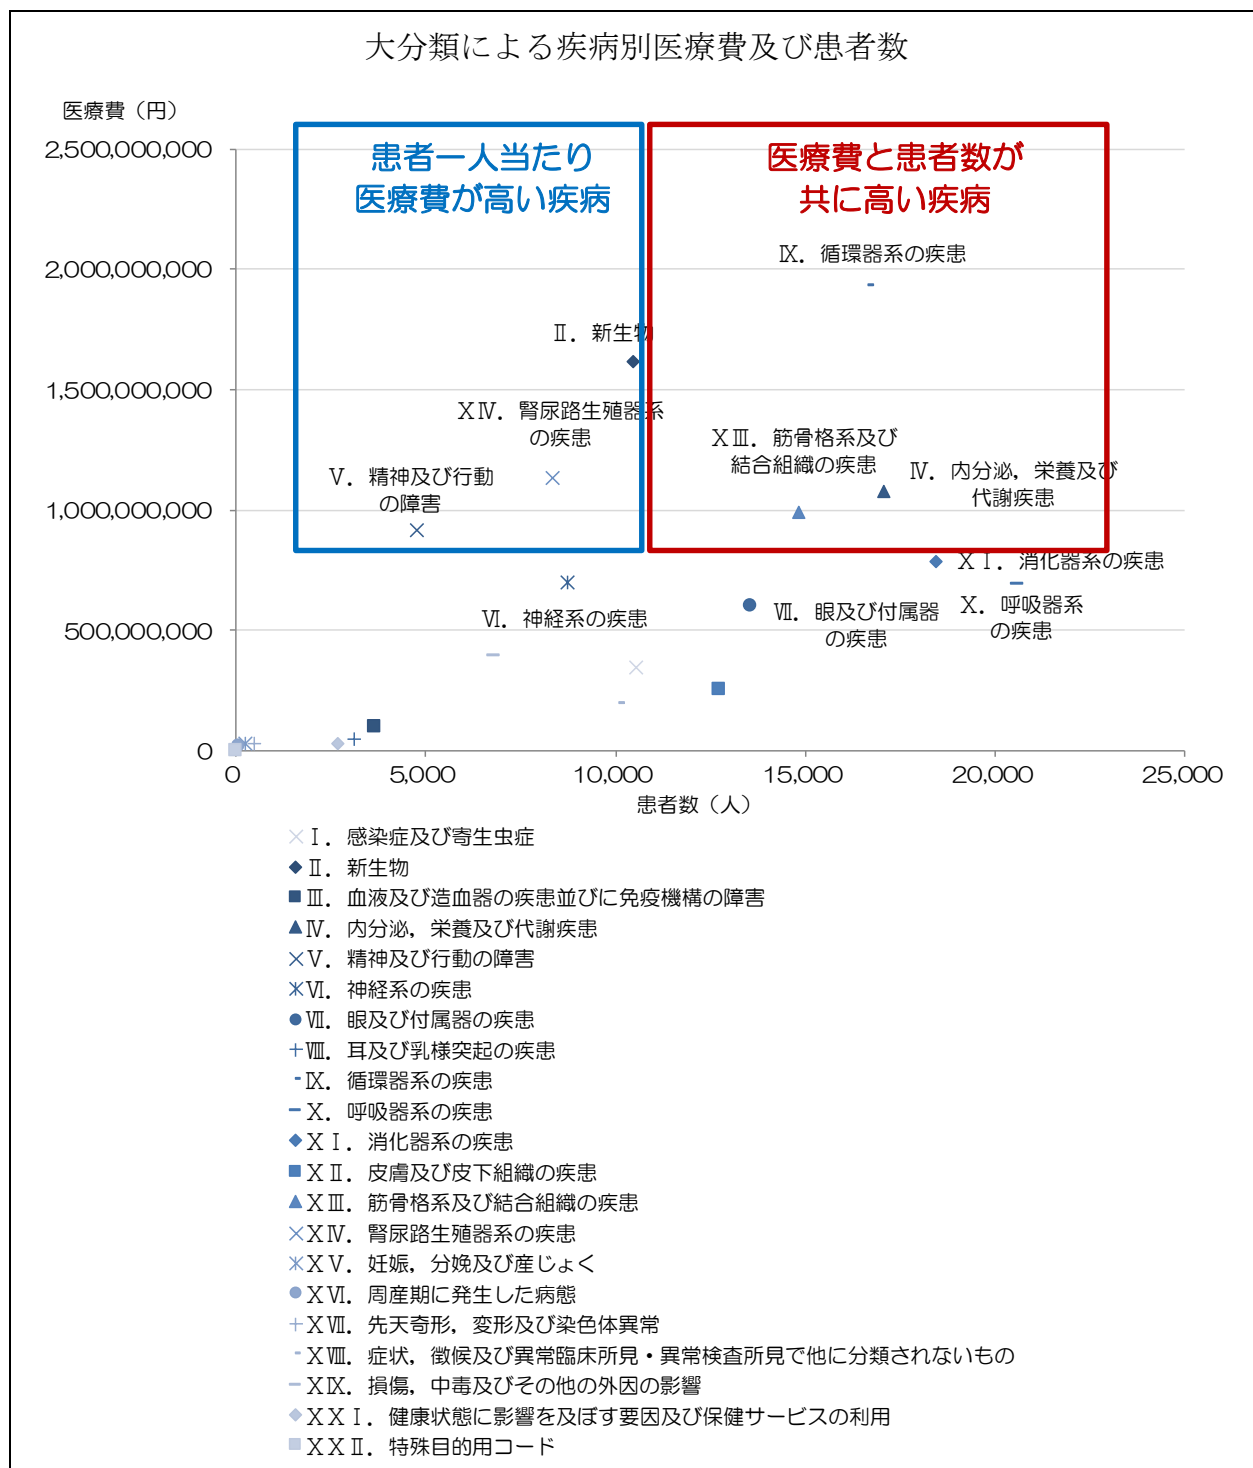 大分類による疾病別医療費及び患者数
医療費（円）
2,500,000,000
2,000,000,000
1,500,000,000
1,000,000,000
500,000,000
0
患者一人当たり
医療費が高い疾病
医療費と患者数が
共に高い疾病
Ⅸ．循環器系の疾患
Ⅱ．新生物
ⅩⅣ．腎尿路生殖器系
の疾患
ⅩⅢ．筋骨格系及び
結合組織の疾患
Ⅳ．内分泌，栄養及び
代謝疾患
Ⅴ．精神及び行動
の障害
ⅩⅠ．消化器系の疾患
Ⅹ．呼吸器系
の疾患
Ⅵ．神経系の疾患
Ⅶ．眼及び付属器
の疾患
0
5,000
10,000
15,000
20,000
25,000
患者数（人）
Ⅰ．感染症及び寄生虫症
Ⅱ．新生物
Ⅲ．血液及び造血器の疾患並びに免疫機構の障害
Ⅳ．内分泌，栄養及び代謝疾患
Ⅴ．精神及び行動の障害
Ⅵ．神経系の疾患
Ⅶ．眼及び付属器の疾患
Ⅷ．耳及び乳様突起の疾患
Ⅸ．循環器系の疾患
Ⅹ．呼吸器系の疾患
ⅩⅠ．消化器系の疾患
ⅩⅡ．皮膚及び皮下組織の疾患
ⅩⅢ．筋骨格系及び結合組織の疾患
ⅩⅣ．腎尿路生殖器系の疾患
ⅩⅤ．妊娠，分娩及び産じょく
ⅩⅥ．周産期に発生した病態
ⅩⅦ．先天奇形，変形及び染色体異常
ⅩⅧ．症状，徴候及び異常臨床所見・異常検査所見で他に分類されないもの
ⅩⅨ．損傷，中毒及びその他の外因の影響
ⅩⅩⅠ．健康状態に影響を及ぼす要因及び保健サービスの利用
ⅩⅩⅡ．特殊目的用コード